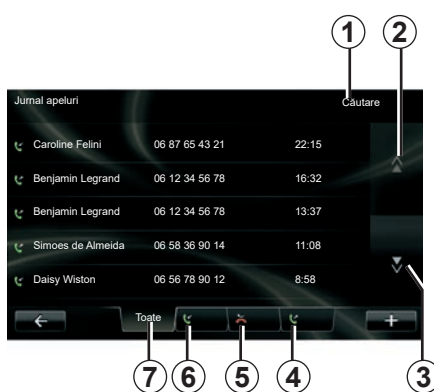 1 2
Jurnal apeluri Căutare
Caroline Felini 06 87 65 43 21 22:15
Benjamin Legrand 06 12 34 56 78 16:32
Benjamin Legrand 06 12 34 56 78 13:37
Simoes de Almeida 06 58 36 90 14 11:08
Daisy Wiston 06 56 78 90 12 8:58
Toate
7 6 5 4 3